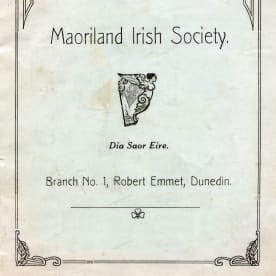 Maoriland Irish Society.
Dia Saor Eire.
Branch No. 1, Robert Emmet, Dunedin.